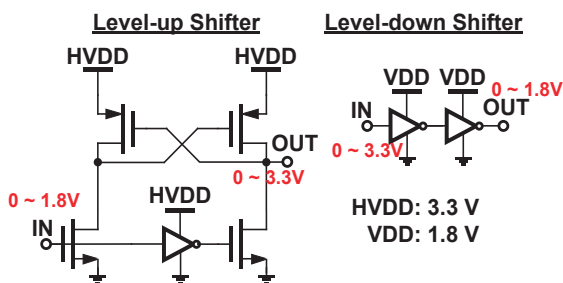 Level-up Shifter
Level-down Shifter
HVDD
HVDD
VDD
VDD
0 ~ 1.8V
IN
OUT
0 ~ 3.3V
OUT
0 ~ 3.3V
0 ~ 1.8V
HVDD
IN
HVDD: 3.3 V
VDD: 1.8 V